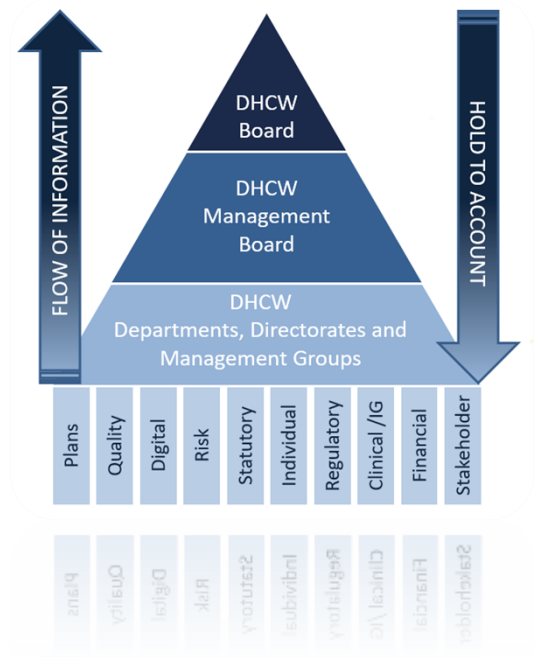 FLOW OF INFORMATION
HOLD TO ACCOUNT
DHCW
Board
DHCW
Management
Board
DHCW
Departments, Directorates and
Management Groups
Plans
Quality
Digital
Risk
Statutory
Individual
Regulatory
Clinical /IG
Financial
Stakeholder